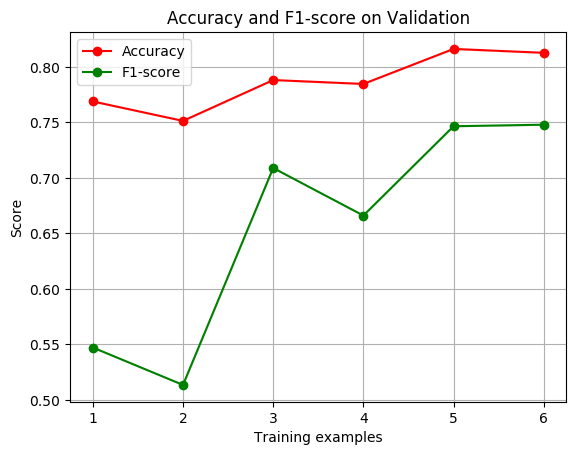 Accuracy and F1-score on Validation
Accuracy
F1-score
0.80
0.75
0.70
0.65
0.60
0.55
0.50
Score
1 2 3 4 5 6
Training examples